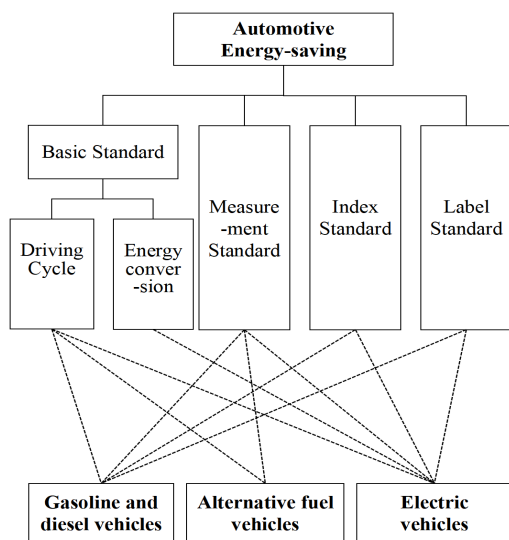 Automotive
Energy-saving
Basic Standard
Measure
-ment
Standard
Index
Standard
Label
Standard
Driving
Cycle
Energy
conver
-sion
Gasoline and
diesel vehicles
Alternative fuel
vehicles
Electric
vehicles